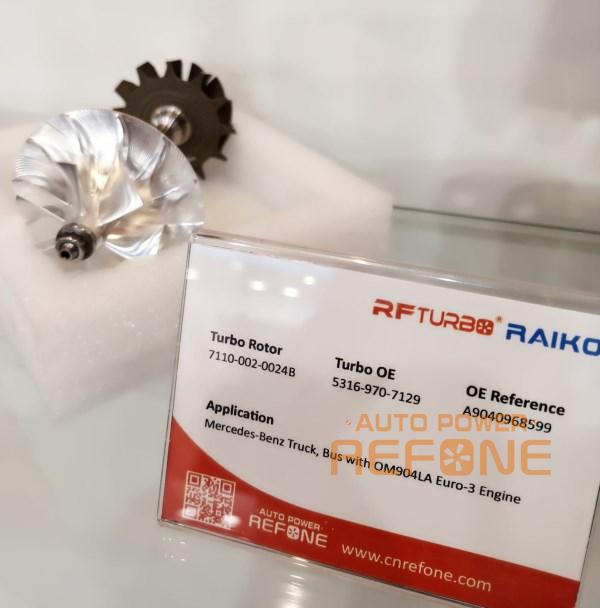 RFTURBO® RAIKO
Turbo Rotor
7110-002-0024B
Turbo OE
5316-970-7129
OE Reference
A9040968599
Application
Mercedes-Benz Truck, Bus with OM904LA Euro-3 Engine
AUTO POWER
REFONE
AUTO POWER
REFONE
www.cnrefone.com